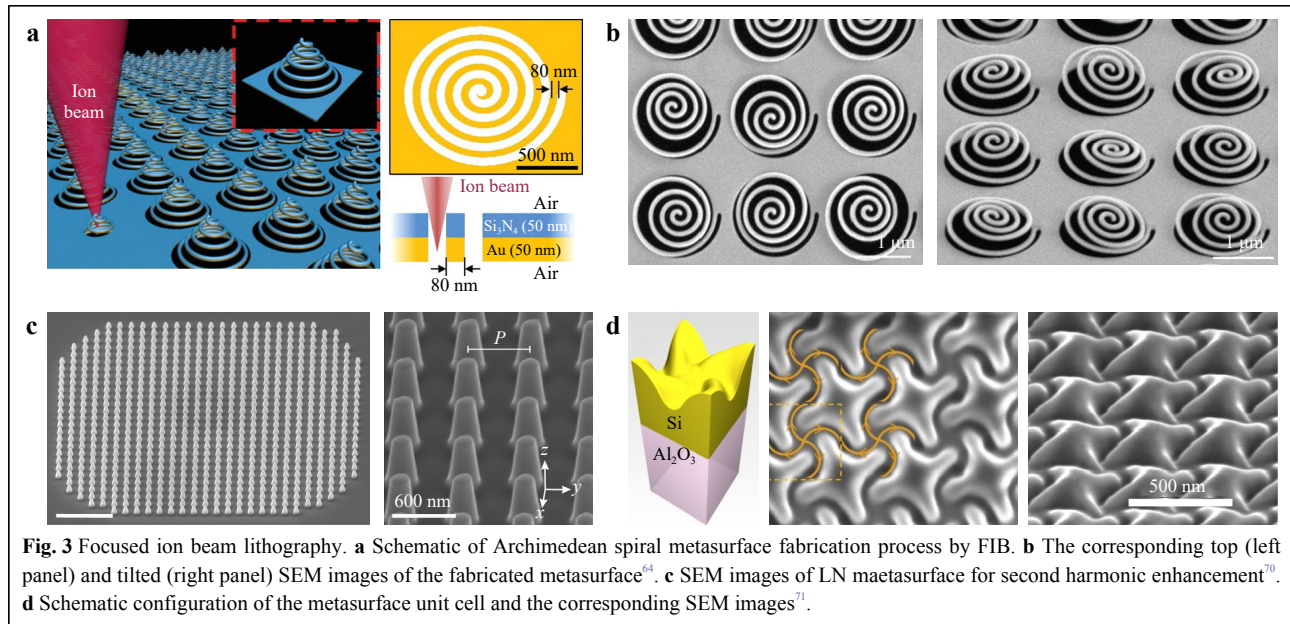 a
Ion
beam
80 nm
500 nm
Ion beam
Air
Si₃N₄ (50 nm)
Au (50 nm)
Air
80 nm
b
1 μm
1 μm
c
P
z
y
x
600 nm
d
Si
Al₂O₃
500 nm
Fig. 3 Focused ion beam lithography. a Schematic of Archimedean spiral metasurface fabrication process by FIB. b The corresponding top (left
panel) and tilted (right panel) SEM images of the fabricated metasurface⁶⁴. c SEM images of LN maetasurface for second harmonic enhancement⁷⁰.
d Schematic configuration of the metasurface unit cell and the corresponding SEM images⁷¹.